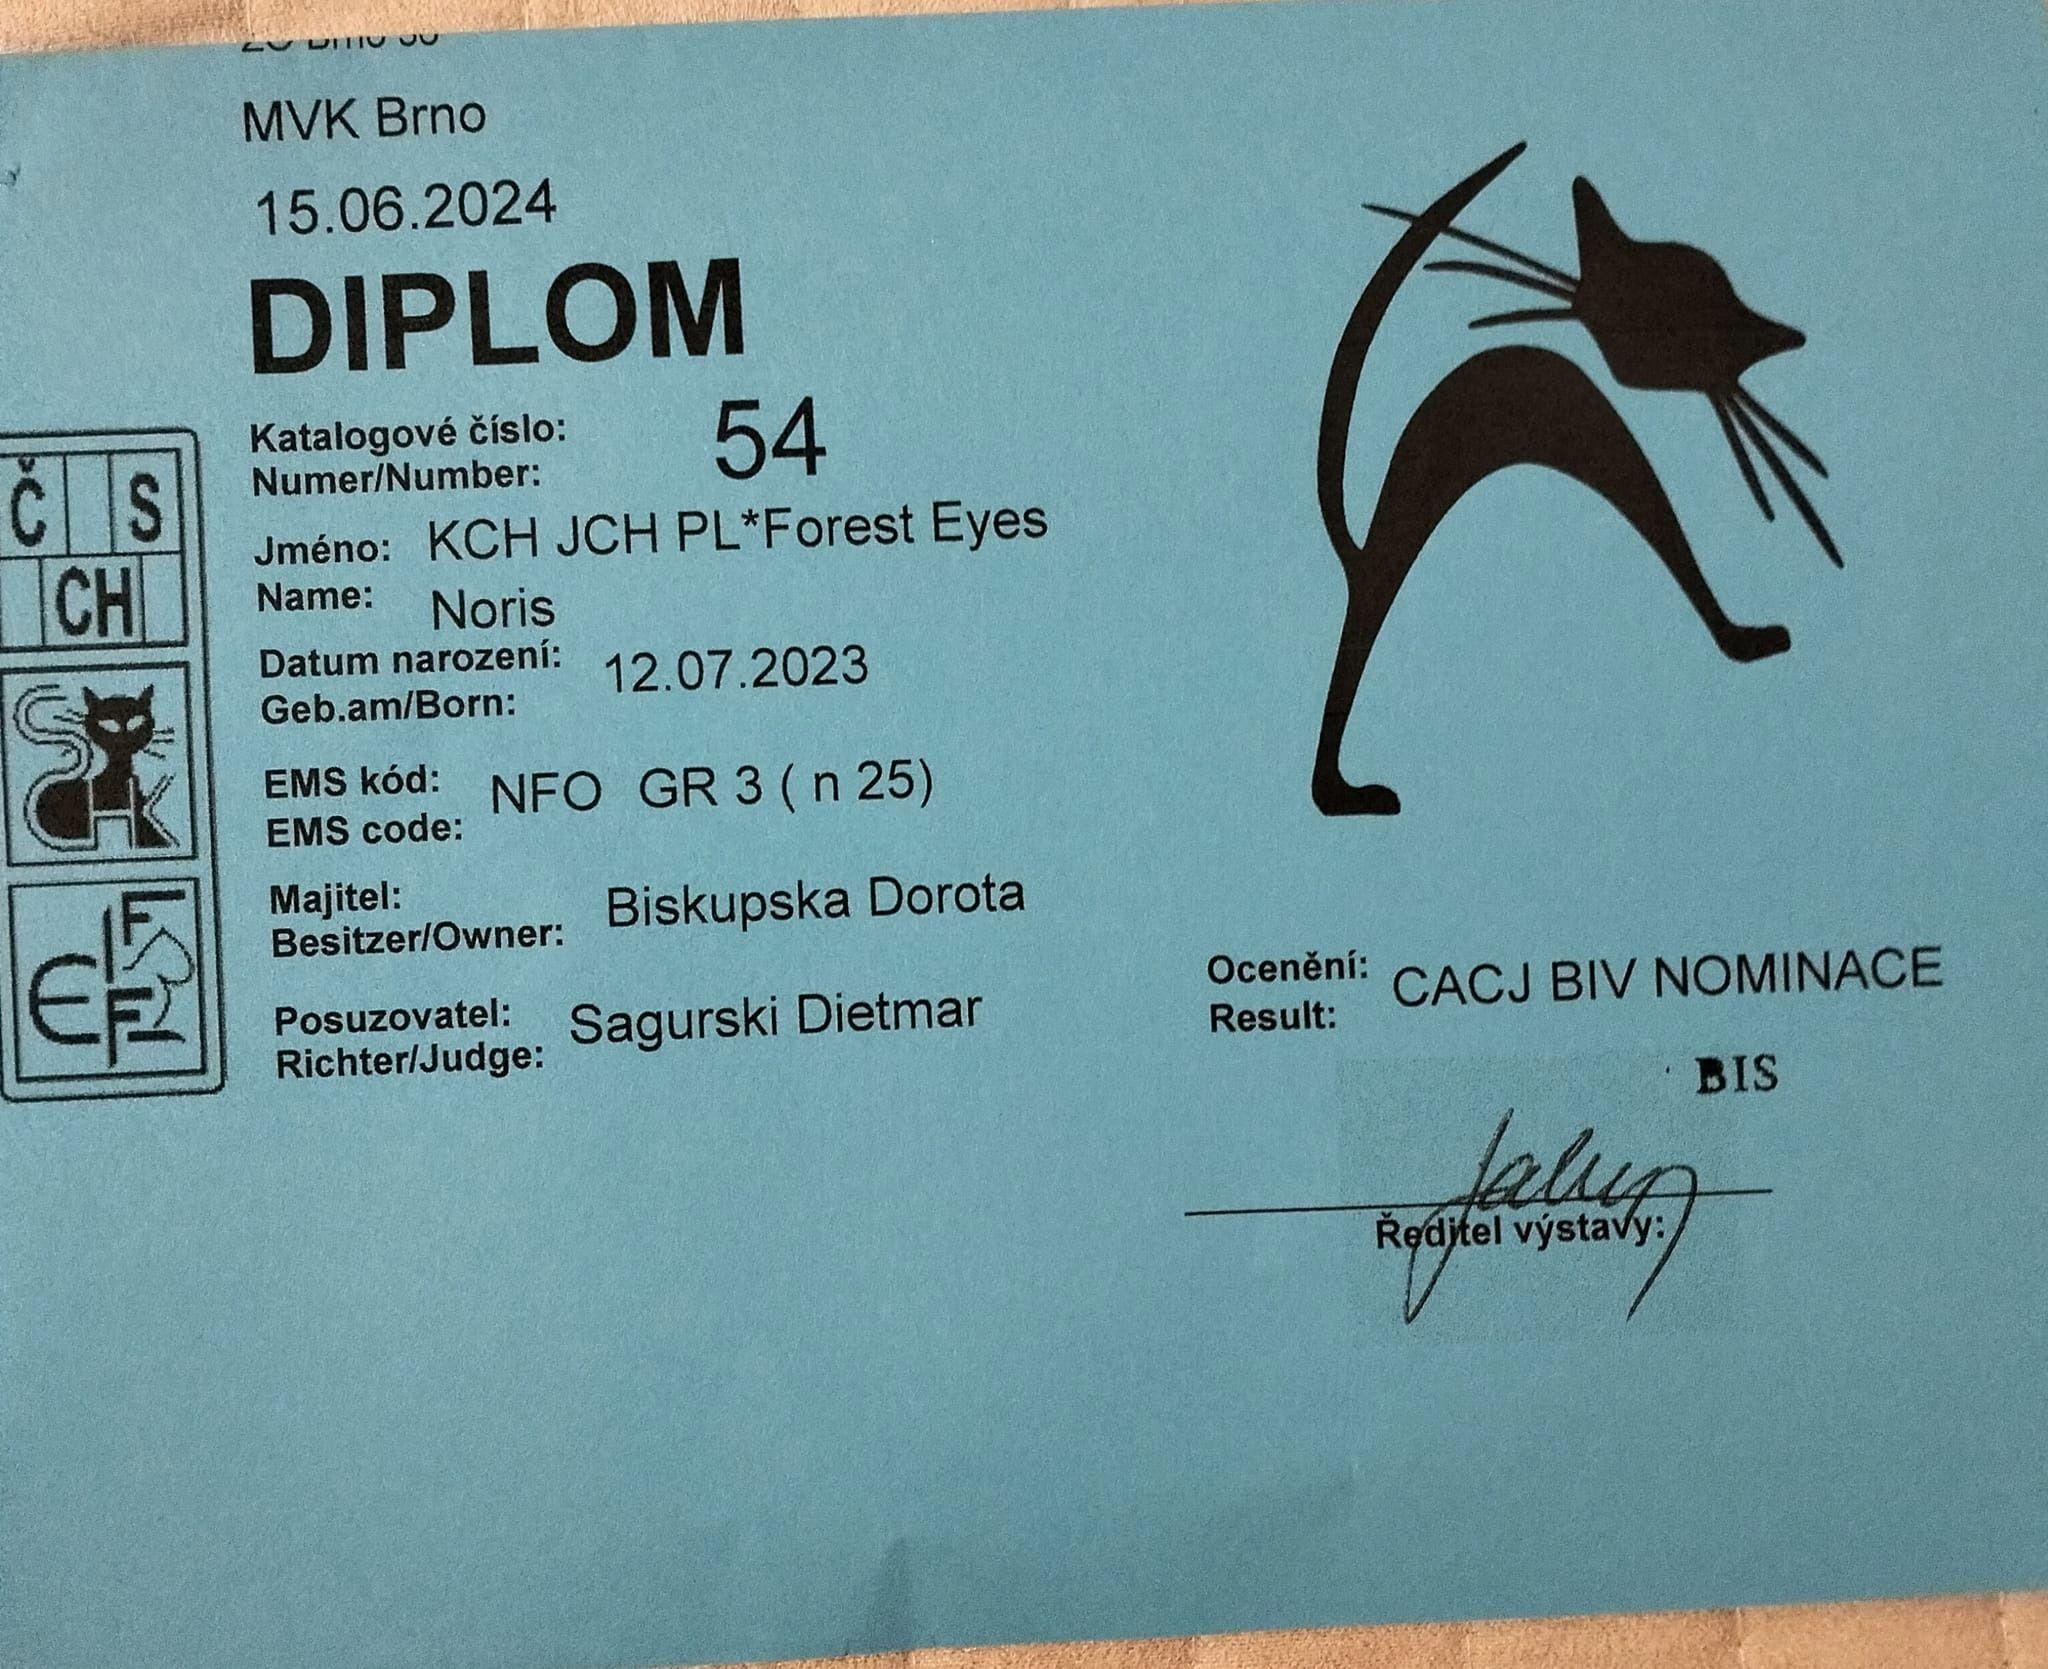 MVK Brno
15.06.2024
DIPLOM
Katalogové číslo:
Numer/Number:
54
Jméno:
Name:
KCH JCH PL*Forest Eyes
Noris
Datum narození:
Geb.am/Born:
12.07.2023
EMS kód:
EMS code:
NFO GR 3 ( n 25)
Majitel:
Besitzer/Owner:
Biskupska Dorota
Posuzovatel:
Richter/Judge:
Sagurski Dietmar
Č S
CH
SCHK
FIFE
Ocenění:
Result:
CACJ BIV NOMINACE
BIS
Ředitel výstavy: